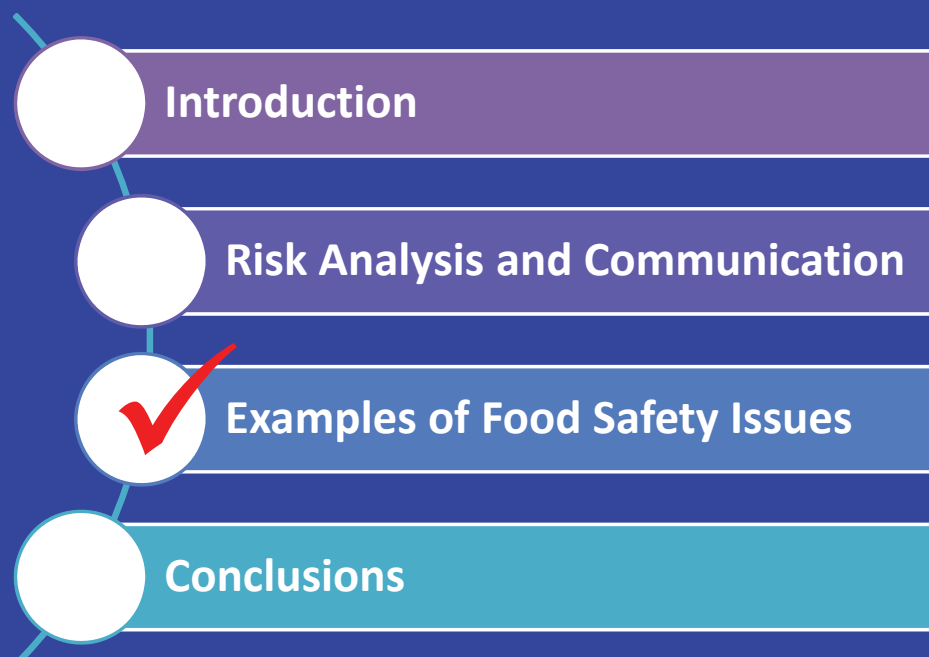 Introduction
Risk Analysis and Communication
Examples of Food Safety Issues
Conclusions